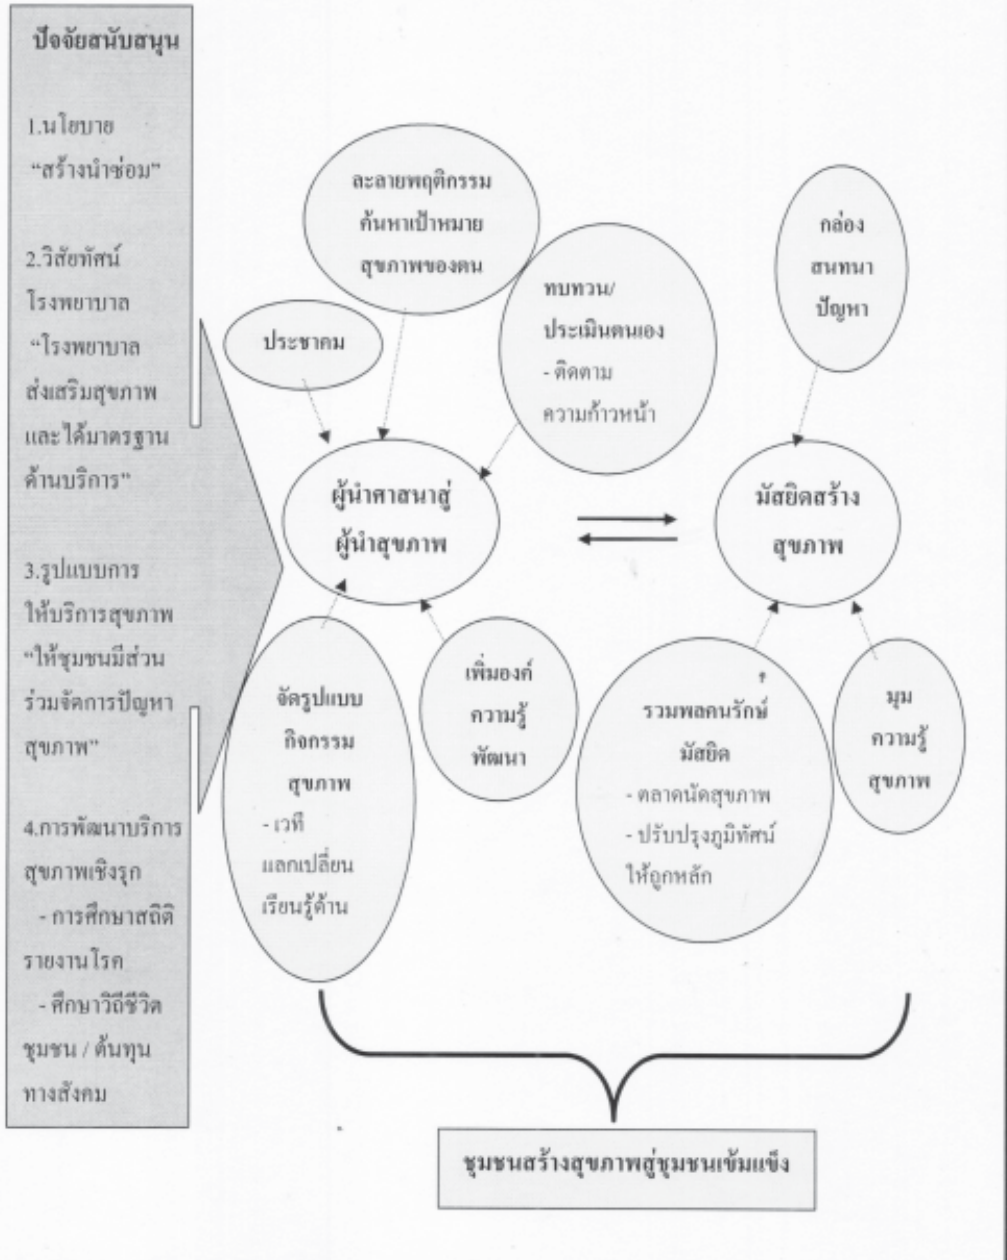 ปัจจัยสนับสนุน
1.นโยบาย
“สร้างนำซ่อม”
2.วิสัยทัศน์
โรงพยาบาล
“โรงพยาบาล
ส่งเสริมสุขภาพ
และได้มาตรฐาน
ด้านบริการ”
3.รูปแบบการ
ให้บริการสุขภาพ
“ให้ชุมชนมีส่วน
ร่วมจัดการปัญหา
สุขภาพ”
4.การพัฒนาบริการ
สุขภาพเชิงรุก
- การศึกษาสถิติ
รายงานโรค
- ศึกษาวิถีชีวิต
ชุมชน / ต้นทุน
ทางสังคม
ละลายพฤติกรรม
ค้นหาเป้าหมาย
สุขภาพของตน
ประชาคม
ทบทวน/
ประเมินตนเอง
- ติดตาม
ความก้าวหน้า
กล่อง
สนทนา
ปัญหา
ผู้นำศาสนาสู่
ผู้นำสุขภาพ
มัสยิดสร้าง
สุขภาพ
จัดรูปแบบ
กิจกรรม
สุขภาพ
- เวที
แลกเปลี่ยน
เรียนรู้ด้าน
เพิ่มองค์
ความรู้
พัฒนา
รวมพลคนรักษ์
มัสยิด
- ตลาดนัดสุขภาพ
- ปรับปรุงภูมิทัศน์
ให้ถูกหลัก
มุม
ความรู้
สุขภาพ
ชุมชนสร้างสุขภาพสู่ชุมชนเข้มแข็ง